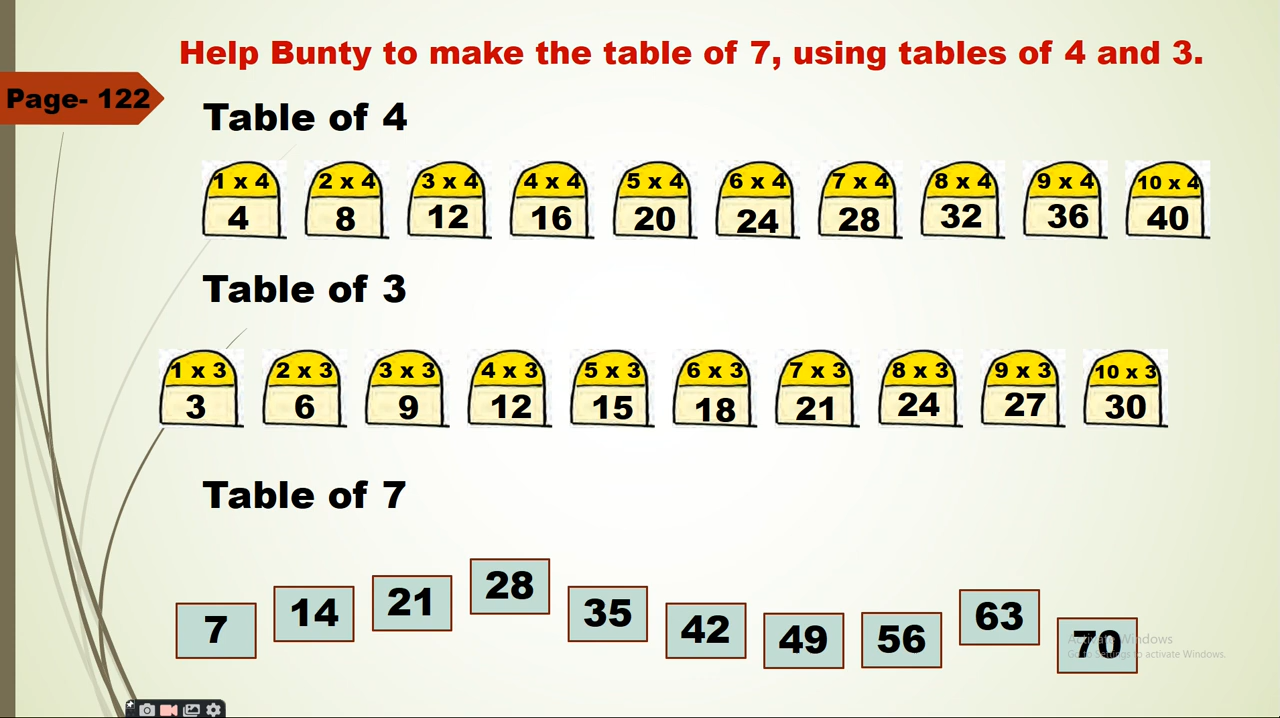 Help Bunty to make the table of 7, using tables of 4 and 3.
Page- 122
Table of 4
1 x 4 2 x 4 3 x 4 4 x 4 5 x 4 6 x 4 7 x 4 8 x 4 9 x 4 10 x 4
4 8 12 16 20 24 28 32 36 40
Table of 3
1 x 3 2 x 3 3 x 3 4 x 3 5 x 3 6 x 3 7 x 3 8 x 3 9 x 3 10 x 3
3 6 9 12 15 18 21 24 27 30
Table of 7
7 14 21 28 35 42 49 56 63 70
Activate Windows
Go to Settings to activate Windows.